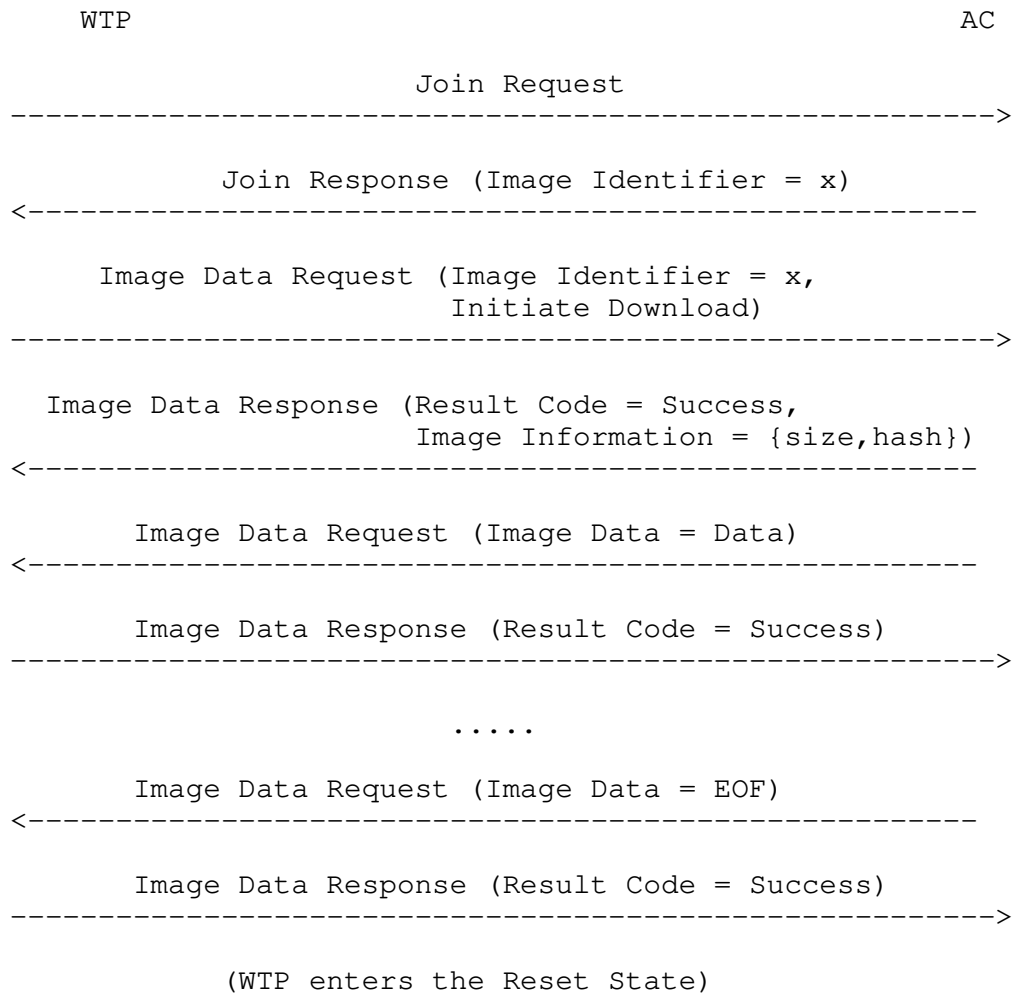 WTP AC
Join Request
-------------------------------------------------------->
Join Response (Image Identifier = x)
<------------------------------------------------------
Image Data Request (Image Identifier = x,
Initiate Download)
-------------------------------------------------------->
Image Data Response (Result Code = Success,
Image Information = {size,hash})
<------------------------------------------------------
Image Data Request (Image Data = Data)
<------------------------------------------------------
Image Data Response (Result Code = Success)
-------------------------------------------------------->
.....
Image Data Request (Image Data = EOF)
<------------------------------------------------------
Image Data Response (Result Code = Success)
-------------------------------------------------------->
(WTP enters the Reset State)